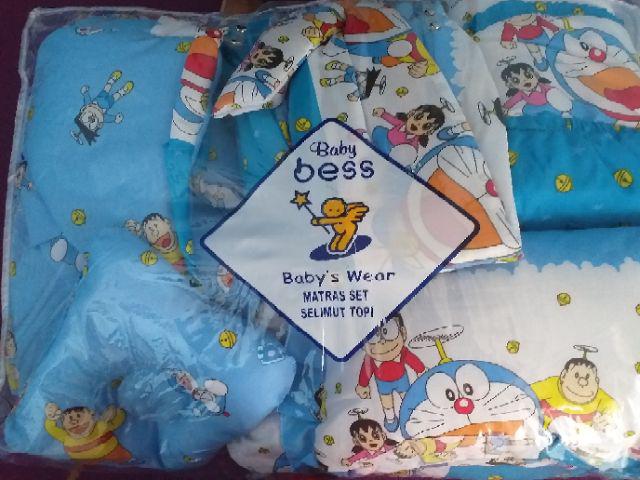 Baby
bess
Baby's Wear
MATRAS SET
SELIMUT TOPI